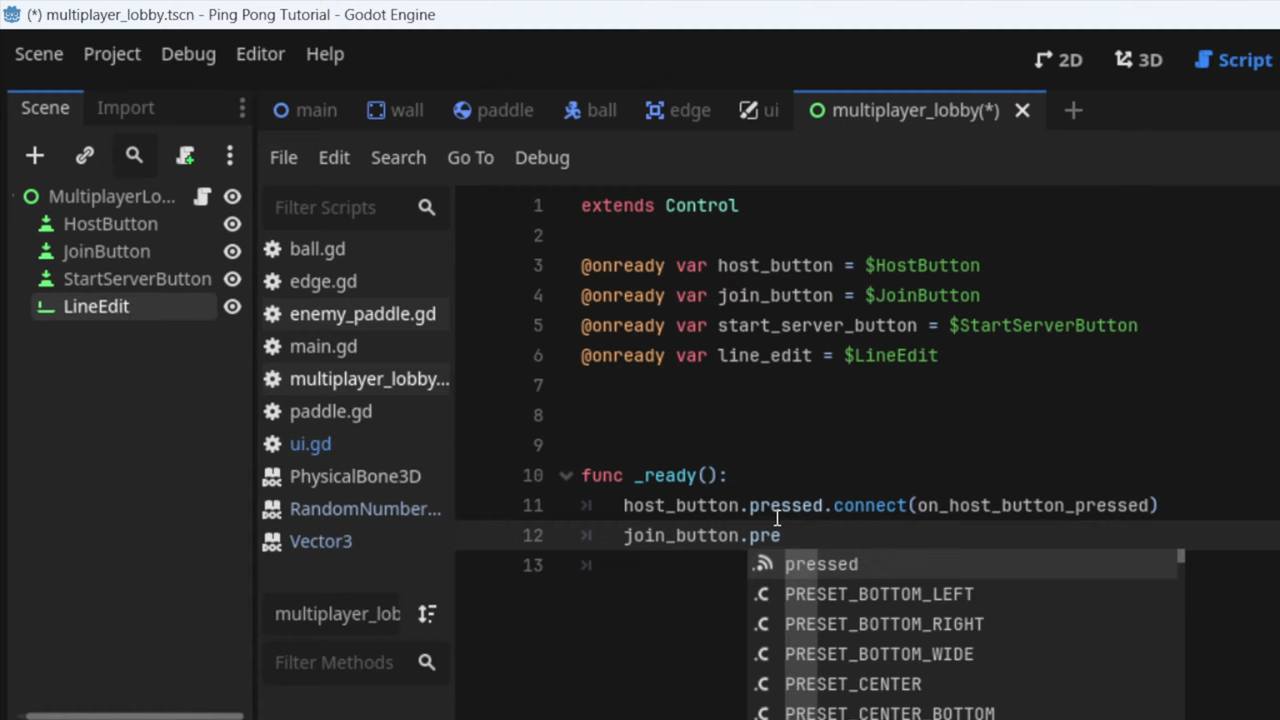 (*) multiplayer_lobby.tscn - Ping Pong Tutorial - Godot Engine
Scene Project Debug Editor Help
2D 3D Script
Scene Import
main wall paddle ball edge ui multiplayer_lobby(*)
File Edit Search Go To Debug
MultiplayerLo...
HostButton
JoinButton
StartServerButton
LineEdit
Filter Scripts
ball.gd
edge.gd
enemy_paddle.gd
main.gd
multiplayer_lobby...
paddle.gd
ui.gd
PhysicalBone3D
RandomNumber...
Vector3
multiplayer_lob
Filter Methods
1 extends Control
2
3 @onready var host_button = $HostButton
4 @onready var join_button = $JoinButton
5 @onready var start_server_button = $StartServerButton
6 @onready var line_edit = $LineEdit
7
8
9
10 func _ready():
11 host_button.pressed.connect(on_host_button_pressed)
12 join_button.pre
13
pressed
.C PRESET_BOTTOM_LEFT
.C PRESET_BOTTOM_RIGHT
.C PRESET_BOTTOM_WIDE
.C PRESET_CENTER
.C PRESET_CENTER_BOTTOM